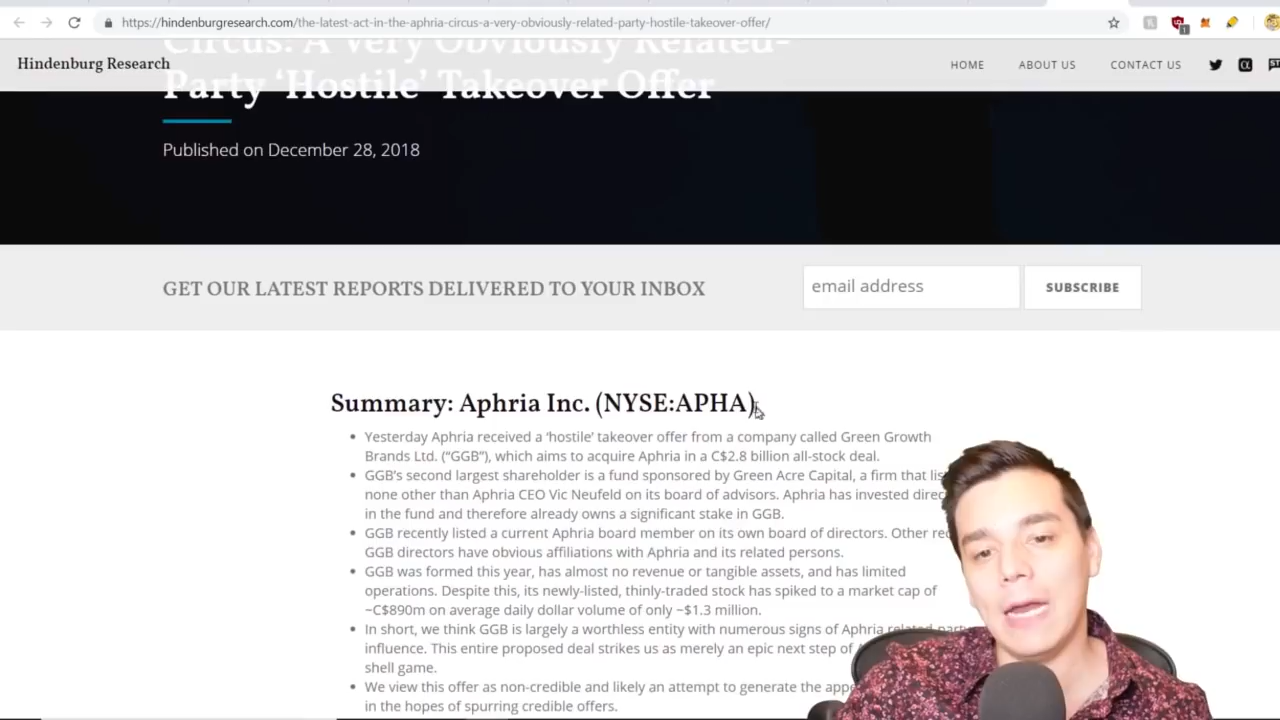 https://hindenburgresearch.com/the-latest-act-in-the-aphria-circus-a-very-obviously-related-party-hostile-takeover-offer/
Circus: A Very Obviously Related-
Hindenburg Research
HOME
ABOUT US
CONTACT US
Party ‘Hostile’ Takeover Offer
Published on December 28, 2018
GET OUR LATEST REPORTS DELIVERED TO YOUR INBOX
email address
SUBSCRIBE
Summary: Aphria Inc. (NYSE:APHA)
• Yesterday Aphria received a ‘hostile’ takeover offer from a company called Green Growth
Brands Ltd. (“GGB”), which aims to acquire Aphria in a C$2.8 billion all-stock deal.
• GGB’s second largest shareholder is a fund sponsored by Green Acre Capital, a firm that
none other than Aphria CEO Vic Neufeld on its board of advisors. Aphria has invested
in the fund and therefore already owns a significant stake in GGB.
• GGB recently listed a current Aphria board member on its own board of directors. Other
GGB directors have obvious affiliations with Aphria and its related persons.
• GGB was formed this year, has almost no revenue or tangible assets, and has limited
operations. Despite this, its newly-listed, thinly-traded stock has spiked to a market cap of
~C$890m on average daily dollar volume of only ~$1.3 million.
• In short, we think GGB is largely a worthless entity with numerous signs of Aphria related party
influence. This entire proposed deal strikes us as merely an epic next step of
shell game.
• We view this offer as non-credible and likely an attempt to generate the
in the hopes of spurring credible offers.